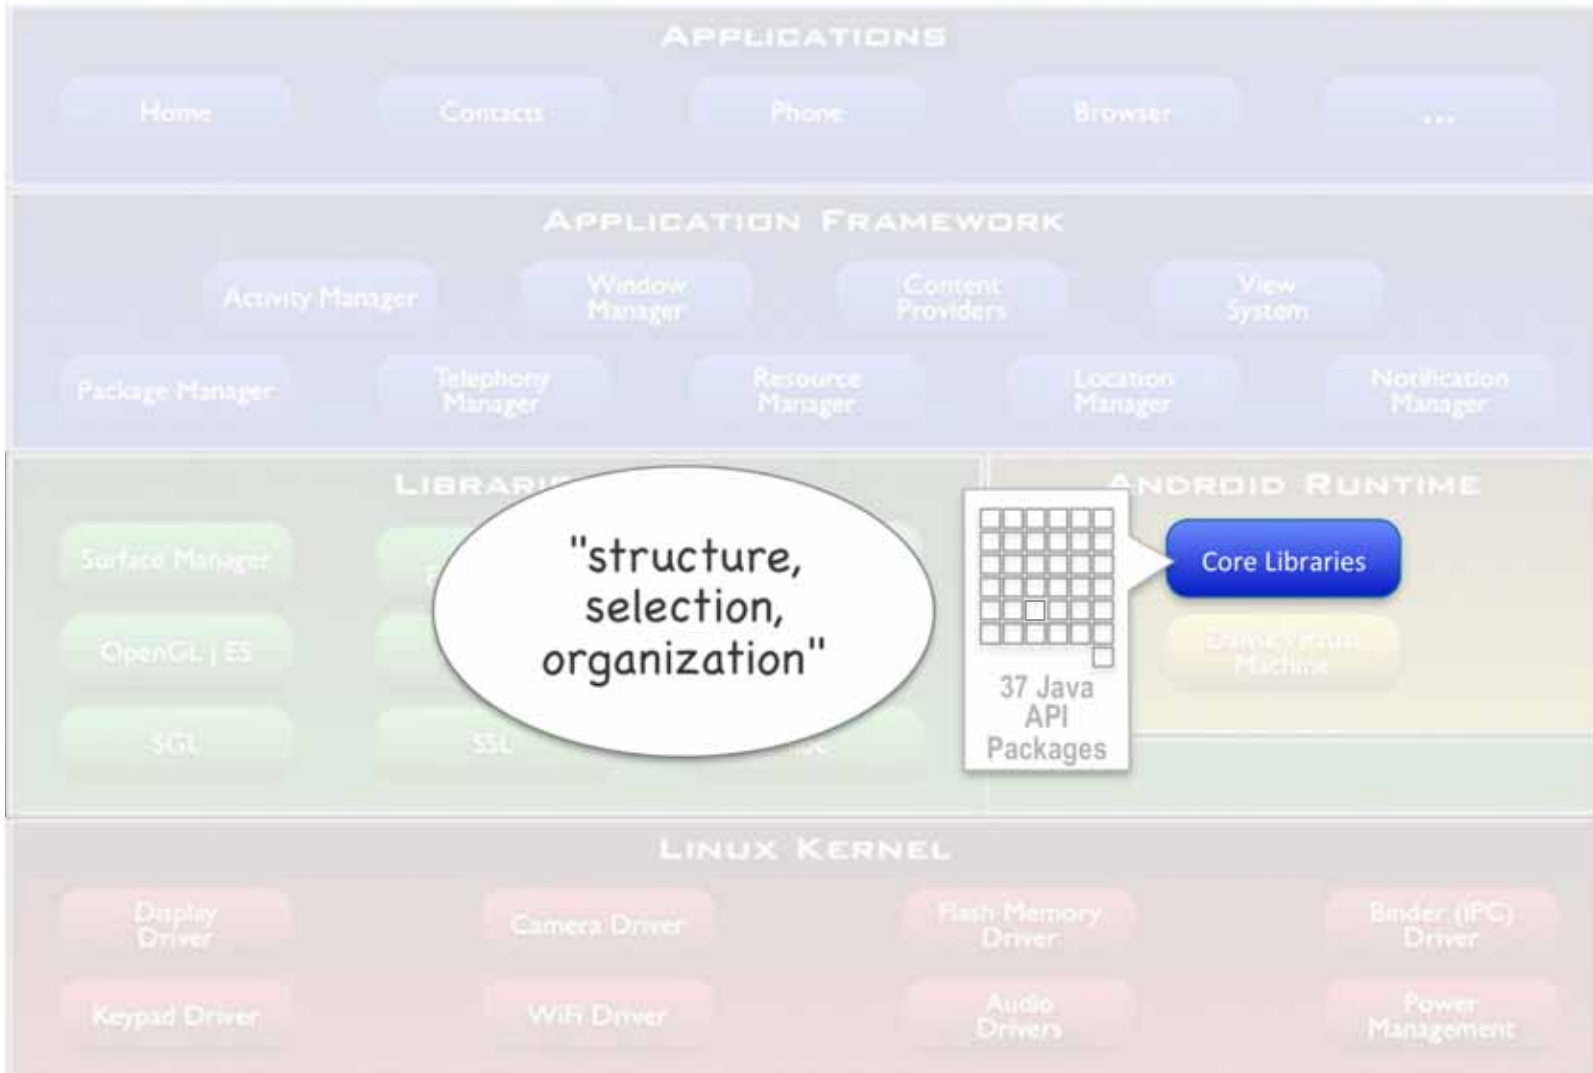 APPLICATIONS
Home
Contacts
Phone
Browser
...
APPLICATION FRAMEWORK
Activity Manager
Window
Manager
Content
Providers
View
System
Package Manager
Telephony
Manager
Resource
Manager
Location
Manager
Notification
Manager
ANDROID RUNTIME
Surface Manager
"structure,
selection,
organization"
Core Libraries
OpenGL | ES
Machine
37 Java
API
Packages
SGL
SSL
LINUX KERNEL
Display
Driver
Camera Driver
Flash Memory
Driver
Binder (IPC)
Driver
Keypad Driver
WiFi Driver
Audio
Drivers
Power
Management